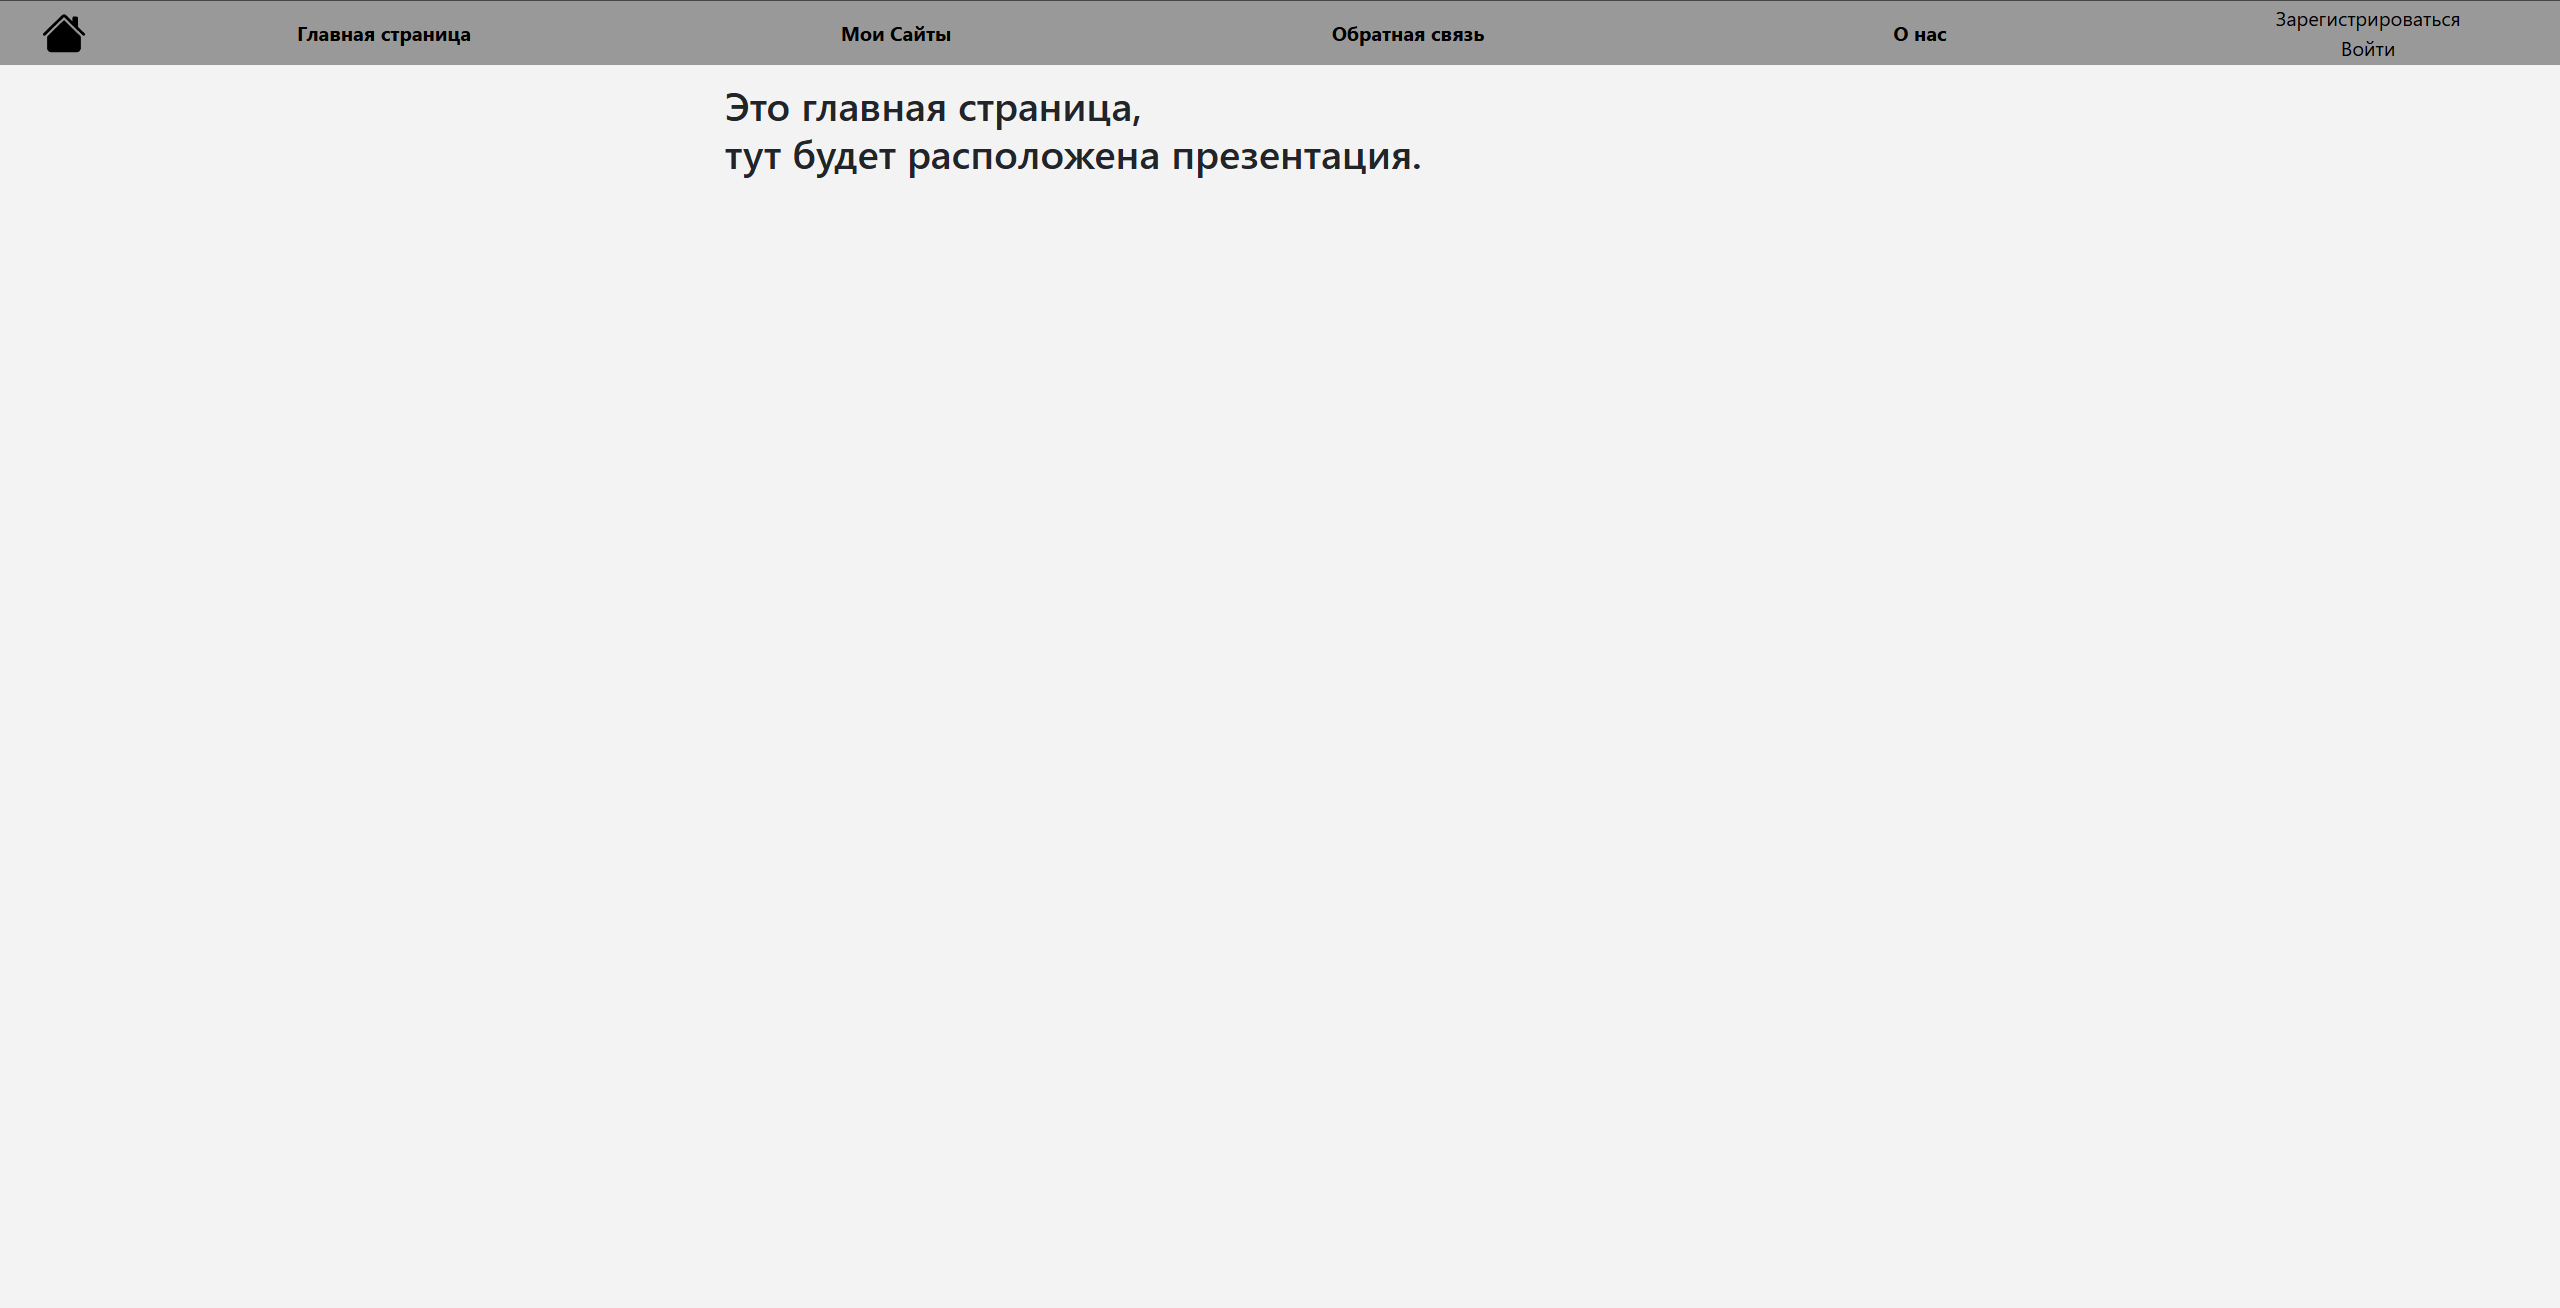 Главная страница
Мои Сайты
Обратная связь
О нас
Зарегистрироваться
Войти
Это главная страница,
тут будет расположена презентация.